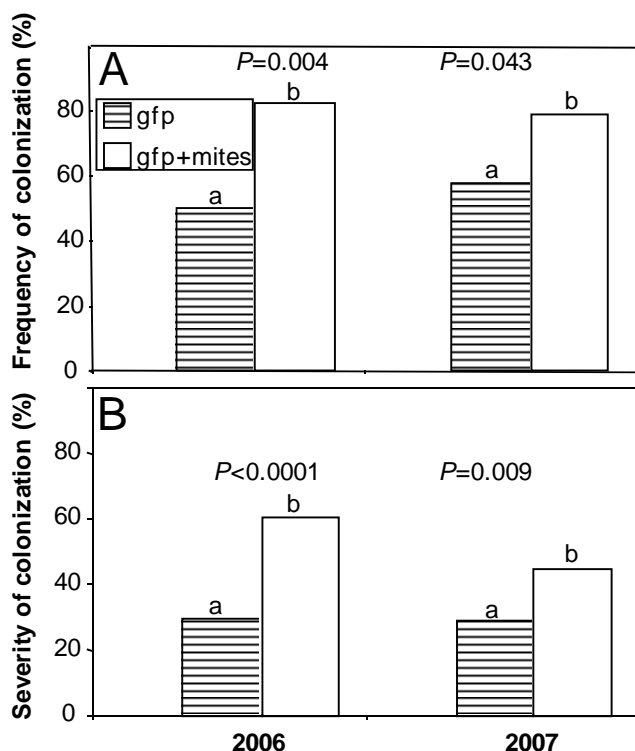 Frequency of colonization (%)
A
P=0.004
P=0.043
gfp
gfp+mites
80
60
40
20
0
a
b
a
b
Severity of colonization (%)
B
P<0.0001
P=0.009
80
60
40
20
0
a
b
a
b
2006
2007